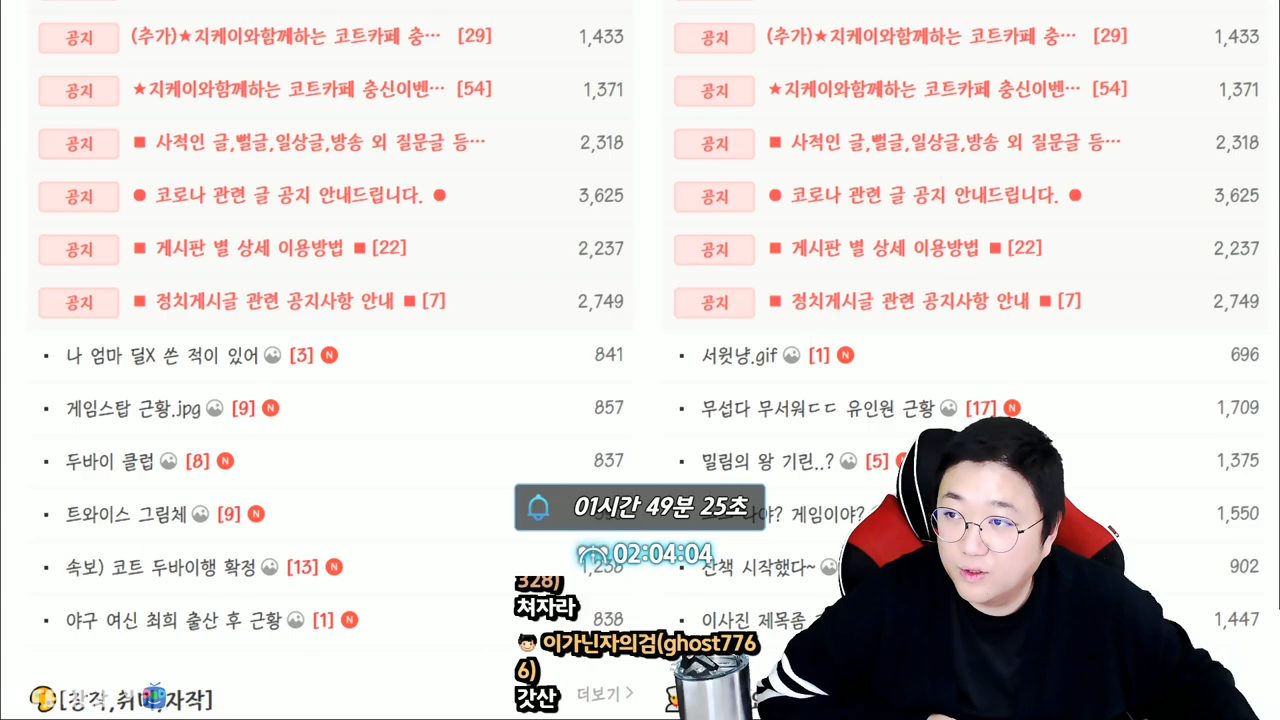 공지 (추가)★지케이와함께하는 코트카페 충… [29] 1,433
공지 ★지케이와함께하는 코트카페 충신이벤… [54] 1,371
공지 ■ 사적인 글,뻘글,일상글,방송 외 질문글 등… 2,318
공지 ● 코로나 관련 글 공지 안내드립니다. ● 3,625
공지 ■ 게시판 별 상세 이용방법 ■ [22] 2,237
공지 ■ 정치게시글 관련 공지사항 안내 ■ [7] 2,749
· 나 엄마 딜X 쓴 적이 있어 [3] N 841
· 게임스탑 근황.jpg [9] N 857
· 두바이 클럽 [8] N 837
· 트와이스 그림체 [9] N
· 속보) 코트 두바이행 확정 [13] N 1,238
· 야구 여신 최희 출산 후 근황 [1] N 838
[창작,취미,자작]
더보기 >
공지 (추가)★지케이와함께하는 코트카페 충… [29] 1,433
공지 ★지케이와함께하는 코트카페 충신이벤… [54] 1,371
공지 ■ 사적인 글,뻘글,일상글,방송 외 질문글 등… 2,318
공지 ● 코로나 관련 글 공지 안내드립니다. ● 3,625
공지 ■ 게시판 별 상세 이용방법 ■ [22] 2,237
공지 ■ 정치게시글 관련 공지사항 안내 ■ [7] 2,749
· 서윗냥.gif [1] N 696
· 무섭다 무서워ㄷㄷ 유인원 근황 [17] N 1,709
· 밀림의 왕 기린..? [5] 1,375
게임이야? 1,550
· 산책 시작했다~ 902
· 이사진 제목좀 1,447
01시간 49분 25초
02:04:04
328)
쳐자라
이가닌자의검(ghost776
6)
갓산